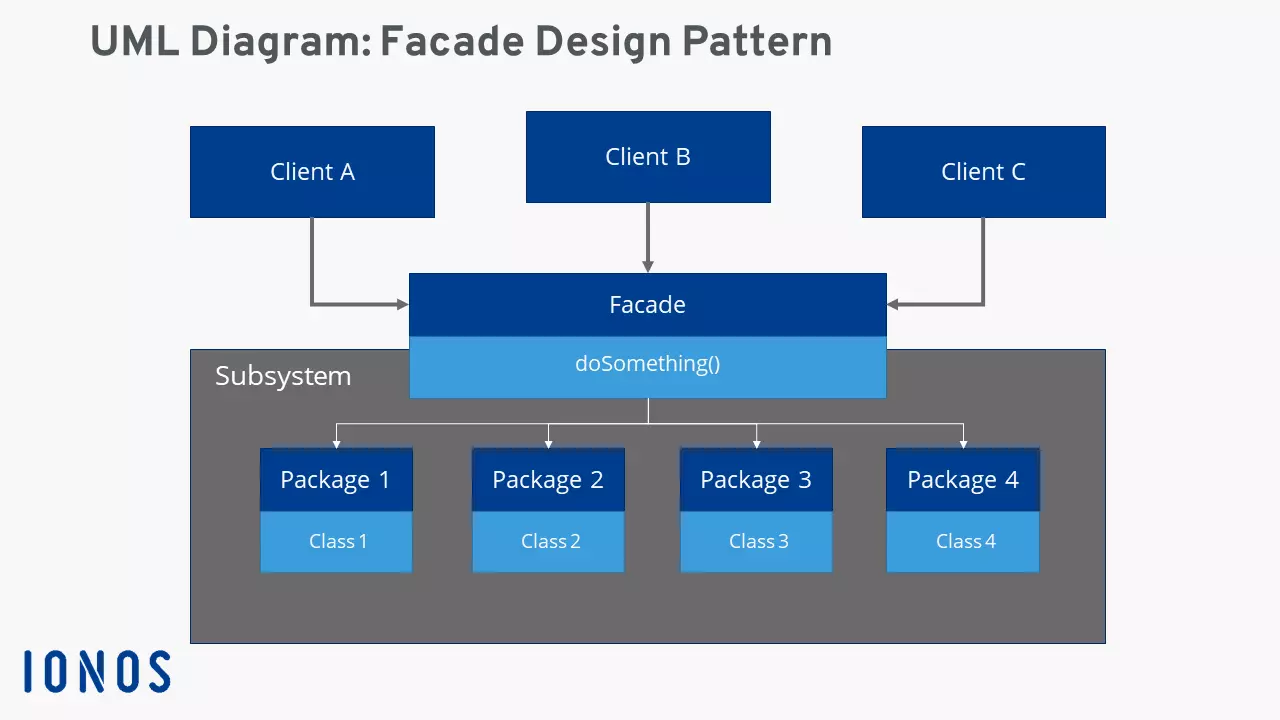 UML Diagram: Facade Design Pattern
Client A
Client B
Client C
Facade
doSomething()
Subsystem
Package 1
Package 2
Package 3
Package 4
Class 1
Class 2
Class 3
Class 4
IONOS